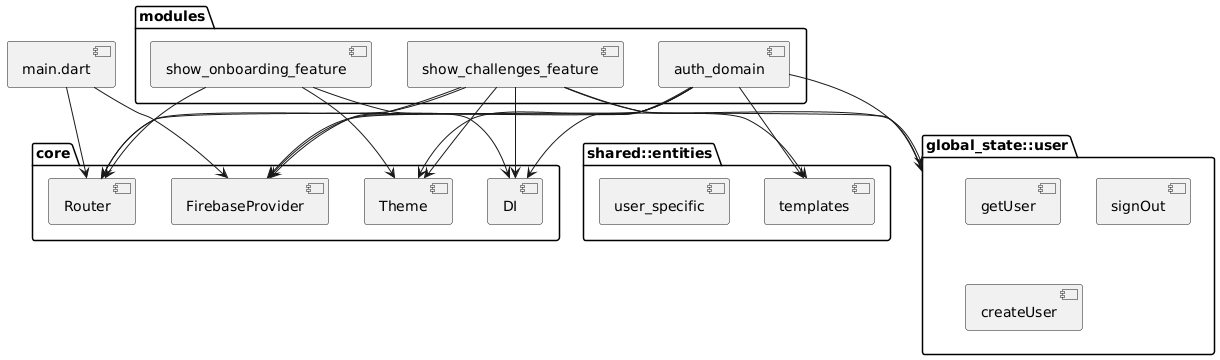 modules
main.dart
show_onboarding_feature
show_challenges_feature
auth_domain
core
Router
FirebaseProvider
Theme
DI
shared::entities
user_specific
templates
global_state::user
getUser
signOut
createUser